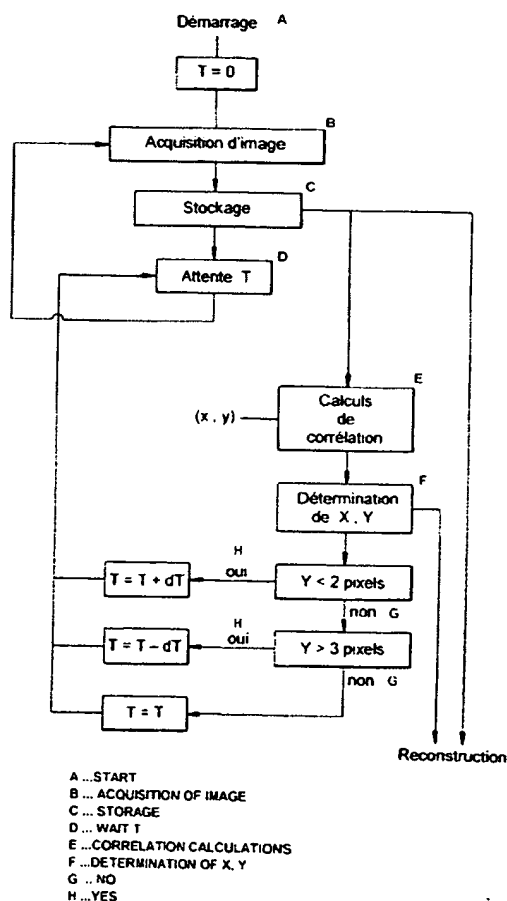 Démarrage A
T = 0
B
Acquisition d'image
C
Stockage
D
Attente T
E
Calculs
de
corrélation
(x , y)
F
Détermination
de X , Y
H
oui
T = T + dT
Y < 2 pixels
non G
H
oui
T = T – dT
Y > 3 pixels
non G
T = T
Reconstruction
A ...START
B ... ACQUISITION OF IMAGE
C ... STORAGE
D ... WAIT T
E ...CORRELATION CALCULATIONS
F ...DETERMINATION OF X, Y
G .. NO
H ...YES